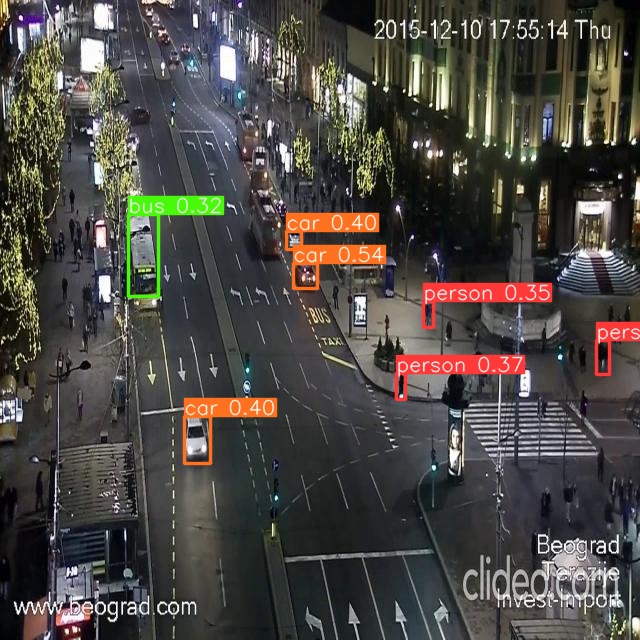 2015-12-10 17:55:14 Thu
bus 0.32
car 0.40
car 0.54
person 0.35
pers
person 0.37
car 0.40
BUS
TAXI
Beograd
Terazije
Invest-Import
clideo.com
www.beograd.com